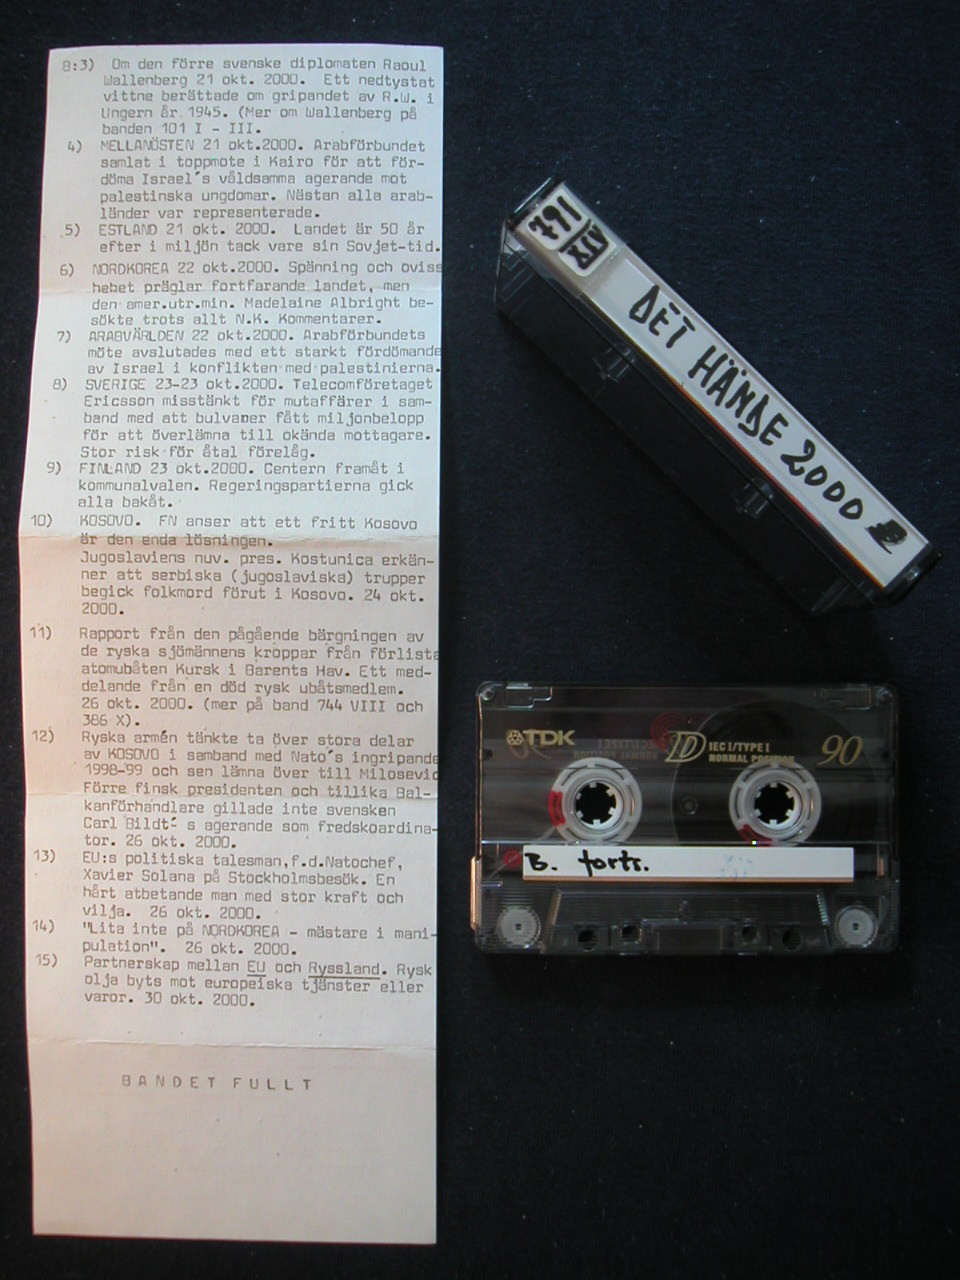 B:3) Om den förre svenske diplomaten Raoul
Wallenberg 21 okt. 2000. Ett nedtystat
vittne berättade om gripandet av R.W. i
Ungern år 1945. (Mer om Wallenberg på
banden 101 I - III.
4) MELLANÖSTEN 21 okt.2000. Arabförbundet
samlat i toppmote i Kairo för att för-
döma Israel´s våldsamma agerande mot
palestinska ungdomar. Nästan alla arab-
länder var representerade.
5) ESTLAND 21 okt. 2000. Landet är 50 år
efter i miljön tack vare sin Sovjet-tid.
6) NORDKOREA 22 okt.2000. Spänning och oviss
hebet präglar fortfarande landet, men
den amer.utr.min. Madelaine Albright be-
sökte trots allt N.K. Kommentarer.
7) ARABVÄRLDEN 22 okt.2000. Arabförbundets
möte avslutades med ett starkt fördömande
av Israel i konflikten med palestinierna.
8) SVERIGE 23-23 okt.2000. Telecomföretaget
Ericsson misstänkt för mutaffärer i sam-
band med att bulvaner fått miljonbelopp
för att överlämna till okända mottagare.
Stor risk för åtal förelåg.
9) FINLAND 23 okt.2000. Centern framåt i
kommunalvalen. Regeringspartierna gick
alla bakåt.
10) KOSOVO. FN anser att ett fritt Kosovo
är den enda lösningen.
Jugoslaviens nuv. pres. Kostunica erkän-
ner att serbiska (jugoslaviska) trupper
begick folkmord förut i Kosovo. 24 okt.
2000.
11) Rapport från den pågående bärgningen av
de ryska sjömännens kroppar från förlista
atomubåten Kursk i Barents Hav. Ett med-
delande från en död rysk ubåtsmedlem.
26 okt. 2000. (mer på band 744 VIII och
386 X).
12) Ryska armén tänkte ta över stora delar
av KOSOVO i samband med Nato´s ingripande
1998-99 och sen lämna över till Milosevic
Förre finsk presidenten och tillika Bal-
kanförhandlare gillade inte svensken
Carl Bildt´ s agerande som fredskoardina-
tor. 26 okt. 2000.
13) EU:s politiska talesman,f.d.Natochef,
Xavier Solana på Stockholmsbesök. En
hårt atbetande man med stor kraft och
vilja. 26 okt. 2000.
14) "Lita inte på NORDKOREA - mästare i mani-
pulation". 26 okt. 2000.
15) Partnerskap mellan EU och Ryssland. Rysk
olja byts mot europeiska tjänster eller
varor. 30 okt. 2000.
BANDET FULLT
791
XIV
DET HÄNDE 2000
TDK
D IEC I/TYPE I
NORMAL POSITION
90
B. forts.